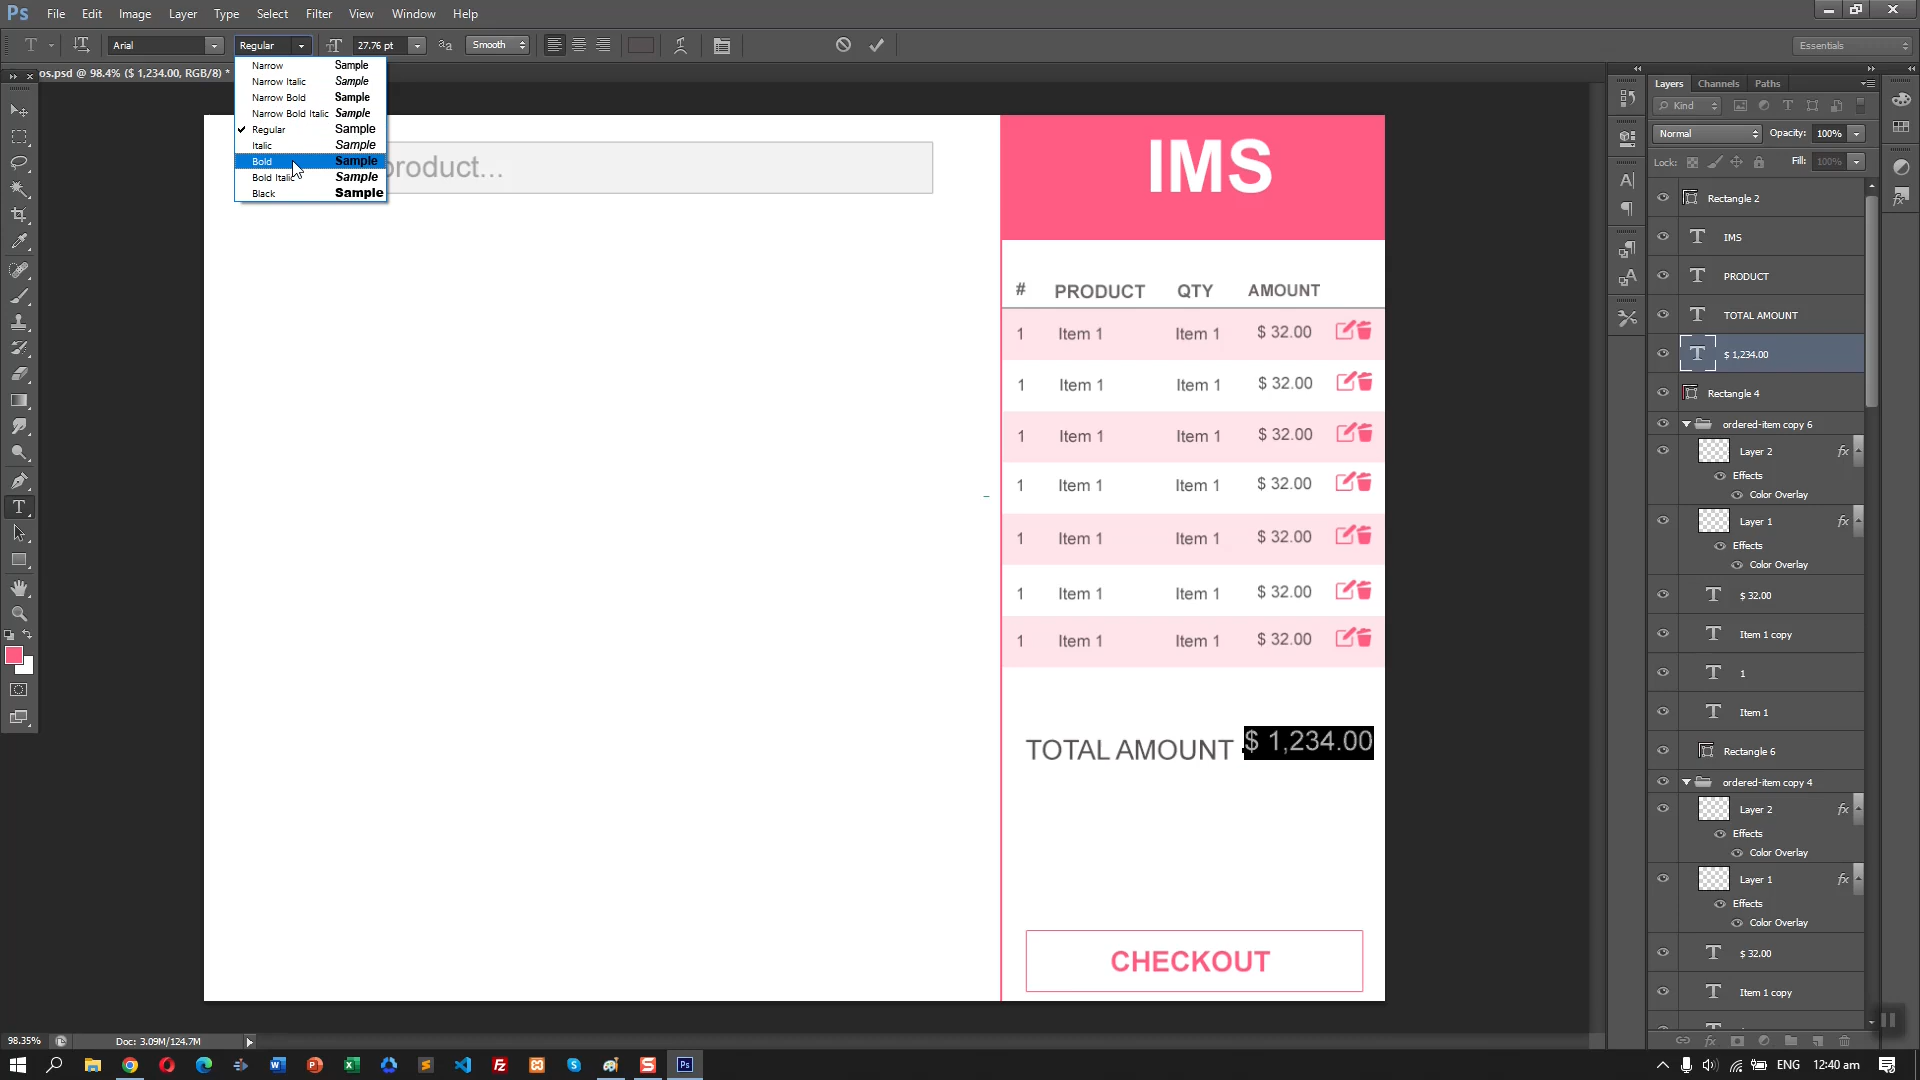 Ps File Edit Image Layer Type Select Filter View Window Help
Arial Regular 27.76 pt Smooth Essentials
os.psd @ 98.4% ($ 1,234.00, RGB/8) *
Narrow Sample
Narrow Italic Sample
Narrow Bold Sample
Narrow Bold Italic Sample
Regular Sample
Italic Sample
Bold Sample
Bold Italic Sample
Black Sample
product...
IMS
# PRODUCT QTY AMOUNT
1 Item 1 Item 1 $ 32.00
1 Item 1 Item 1 $ 32.00
1 Item 1 Item 1 $ 32.00
1 Item 1 Item 1 $ 32.00
1 Item 1 Item 1 $ 32.00
1 Item 1 Item 1 $ 32.00
1 Item 1 Item 1 $ 32.00
TOTAL AMOUNT $ 1,234.00
CHECKOUT
Layers Channels Paths
Kind
Normal Opacity: 100%
Lock: Fill: 100%
Rectangle 2
IMS
PRODUCT
TOTAL AMOUNT
$ 1,234.00
Rectangle 4
ordered-item copy 6
Layer 2 fx
Effects
Color Overlay
Layer 1 fx
Effects
Color Overlay
$ 32.00
Item 1 copy
1
Item 1
Rectangle 6
ordered-item copy 4
Layer 2 fx
Effects
Color Overlay
Layer 1 fx
Effects
Color Overlay
$ 32.00
Item 1 copy
98.35% Doc: 3.09M/124.7M
ENG 12:40 am